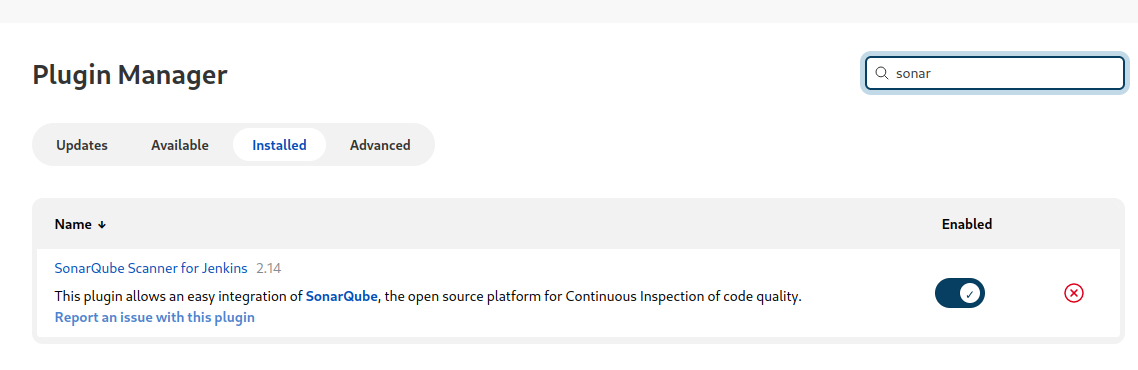 Plugin Manager
sonar
Updates Available Installed Advanced
Name ↓ Enabled
SonarQube Scanner for Jenkins 2.14
This plugin allows an easy integration of SonarQube, the open source platform for Continuous Inspection of code quality.
Report an issue with this plugin